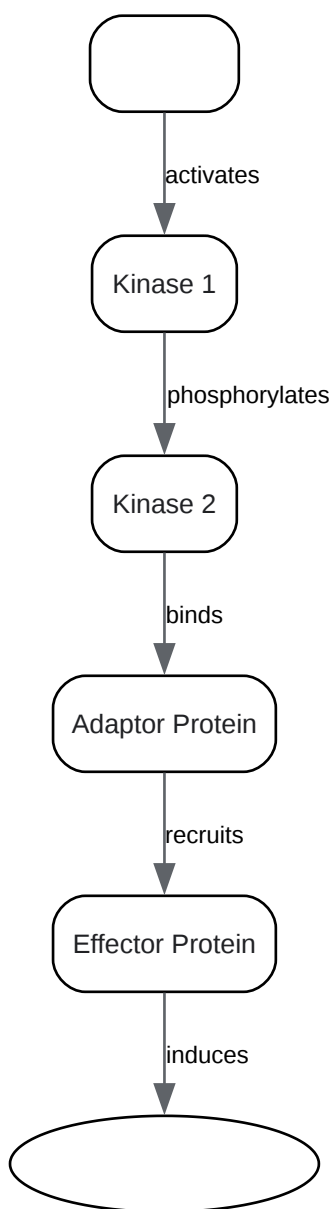 activates
Kinase 1
phosphorylates
Kinase 2
binds
Adaptor Protein
recruits
Effector Protein
induces